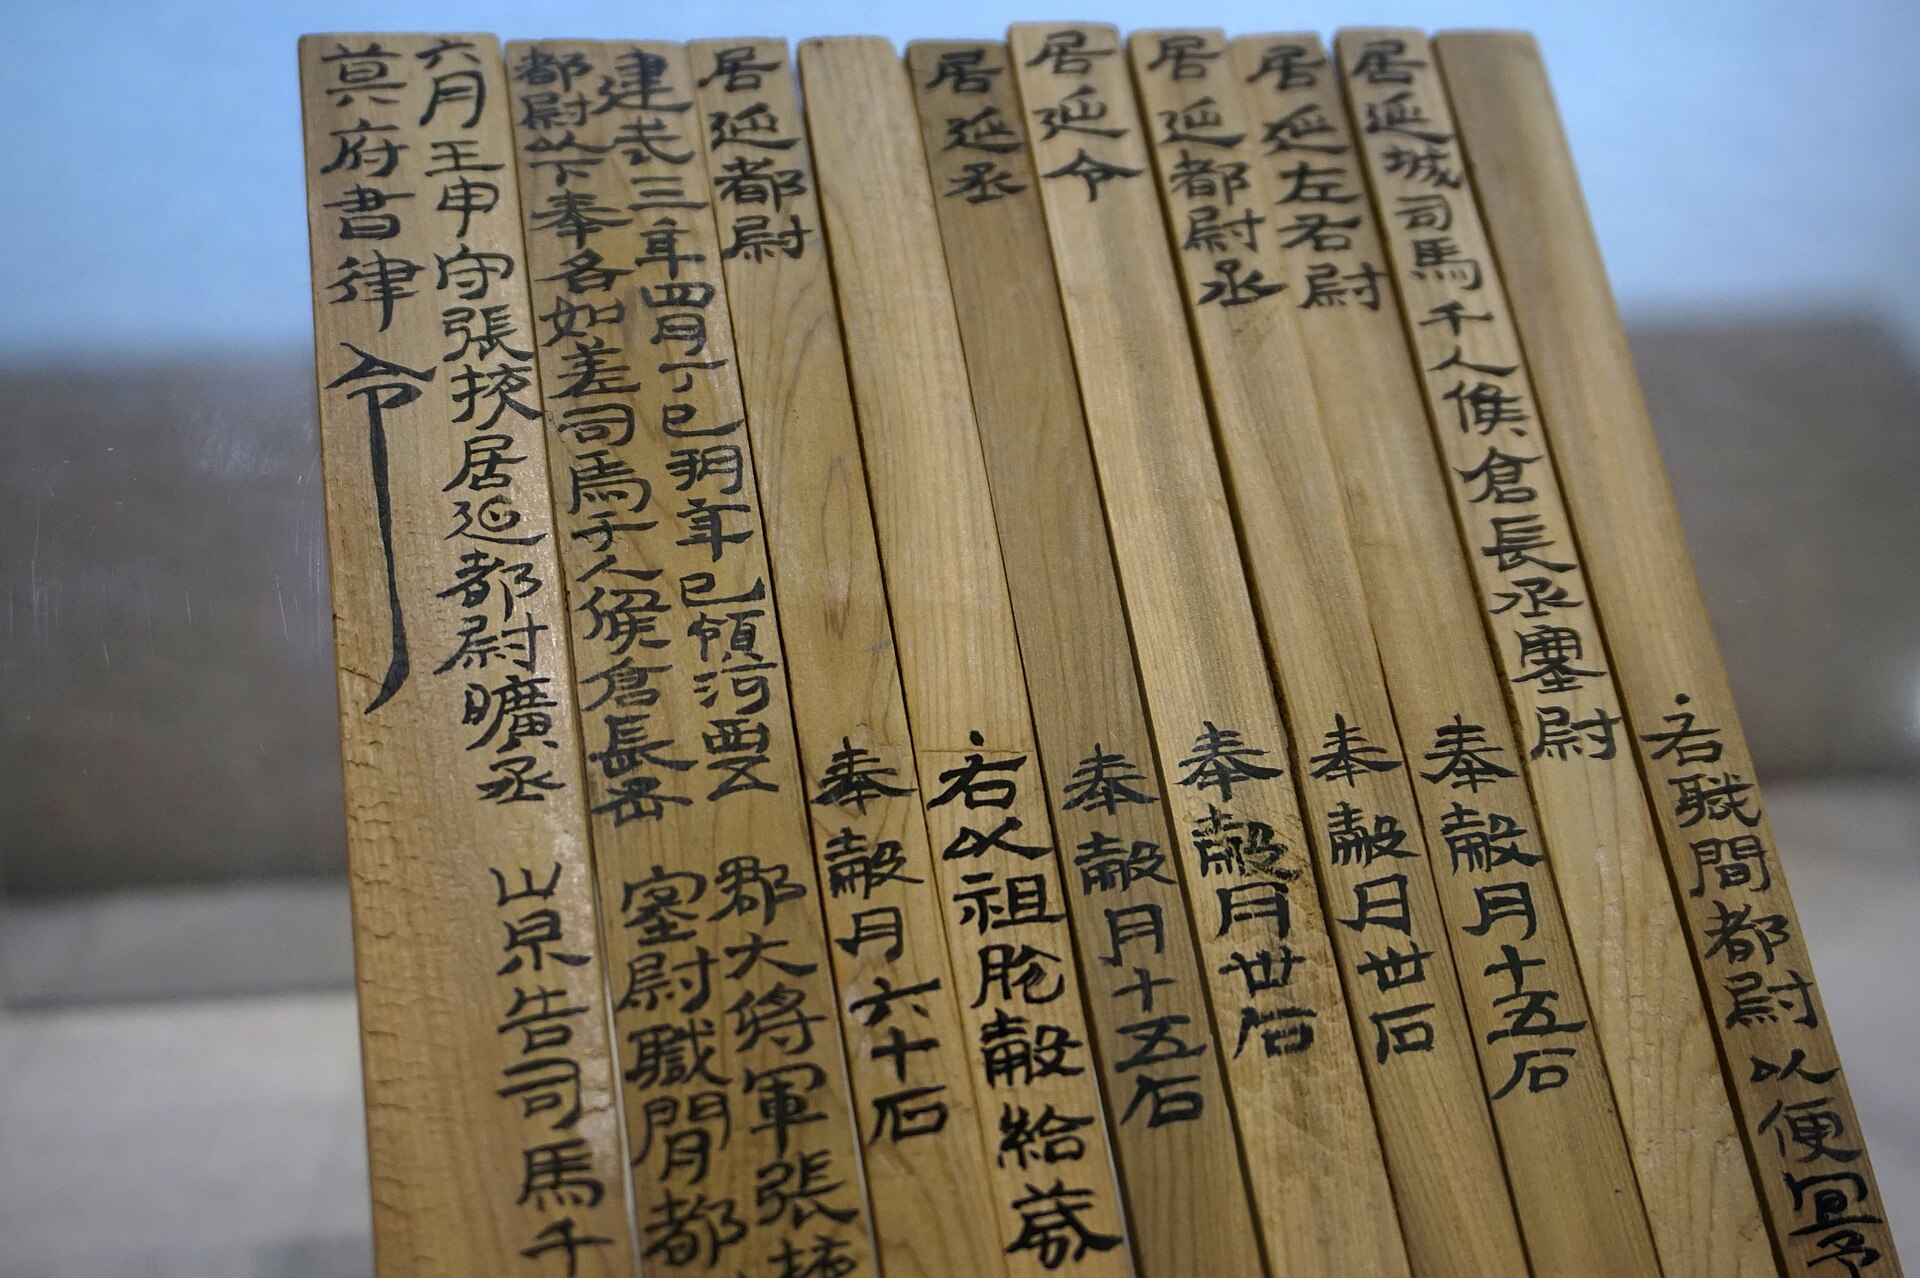 ·右職間都尉以便宜予
居延城司馬千人候倉長丞塞尉
居延左右尉 奉穀月十五石
居延都尉丞 奉穀月卅石
居延令 奉穀月卅石
居延丞 奉穀月十五石
·右以祖脫穀給歲
居延都尉 奉穀月六十石
建武三年四月丁巳朔辛巳領河西五郡大將軍張掖
都尉以下奉各如差司馬千人候倉長丞塞尉職間都
六月壬申守張掖居延都尉曠丞崇告司馬千
莫府書律令